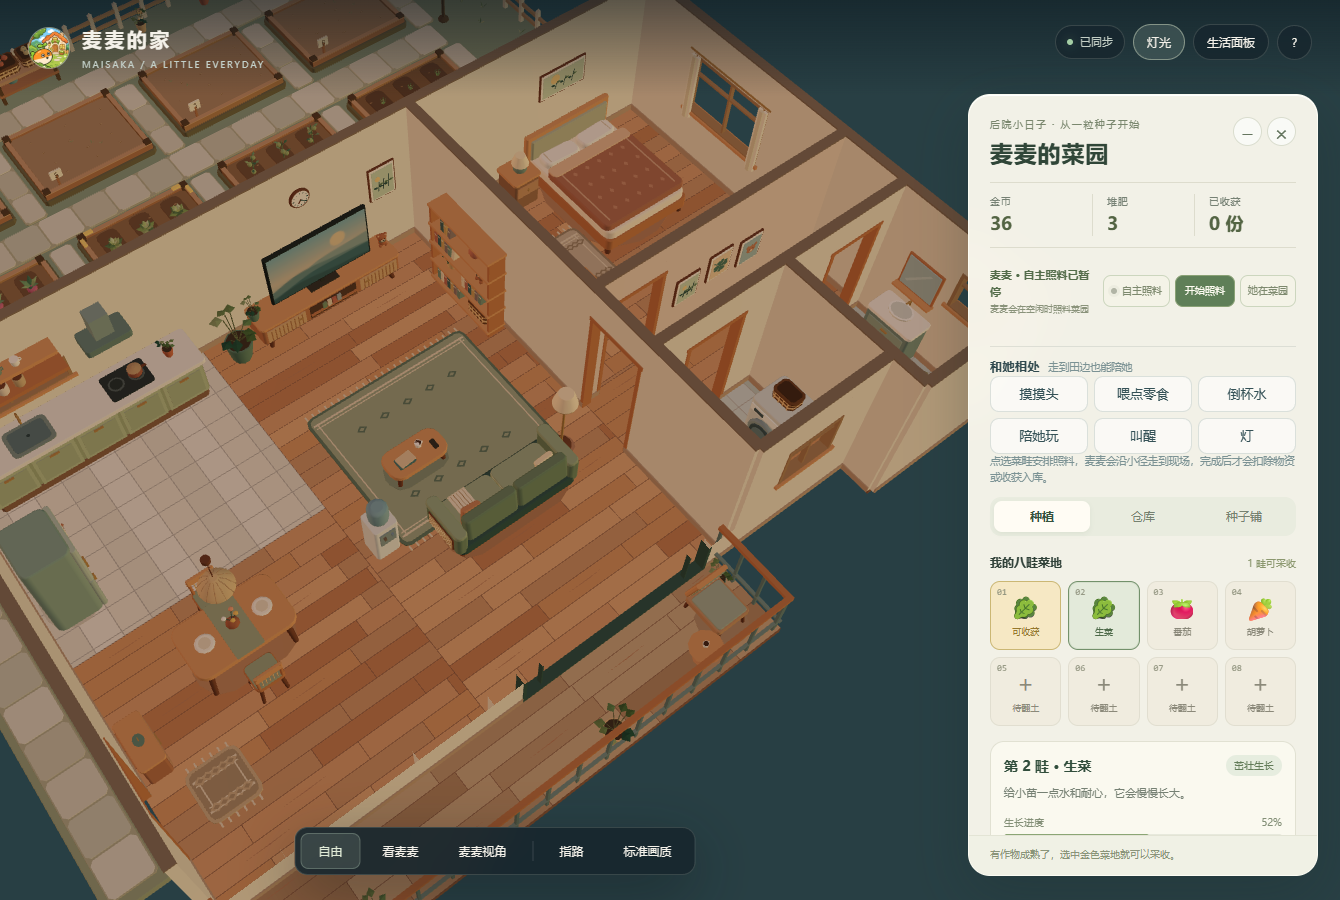 麦麦的家
MAISAKA / A LITTLE EVERYDAY
已同步
灯光
生活面板
?
后院小日子 · 从一粒种子开始
麦麦的菜园
金币
36
堆肥
3
已收获
0 份
麦麦 · 自主照料已暂停
麦麦会在空闲时照料菜园
自主照料
开始照料
她在菜园
和她相处 走到田边也能陪她
摸摸头
喂点零食
倒杯水
陪她玩
叫醒
灯
点选菜畦安排照料，麦麦会沿小径走到现场，完成后才会扣除物资
或收获入库。
种植
仓库
种子铺
我的八畦菜地
1 畦可采收
01
可收获
02
生菜
03
番茄
04
胡萝卜
05
待翻土
06
待翻土
07
待翻土
08
待翻土
第 2 畦 · 生菜
茁壮生长
给小苗一点水和耐心，它会慢慢长大。
生长进度
52%
有作物成熟了，选中金色菜地就可以采收。
自由
看麦麦
麦麦视角
指路
标准画质